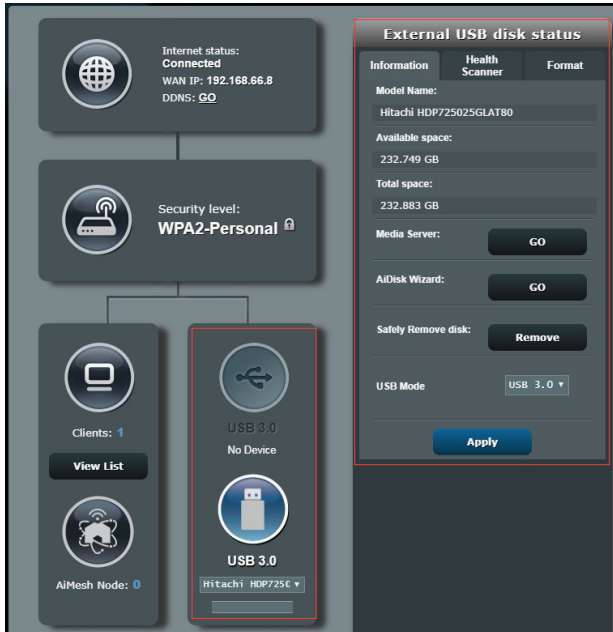 Internet status:
Connected
WAN IP: 192.168.66.8
DDNS: GO
Security level:
WPA2-Personal
Clients: 1
View List
AiMesh Node: 0
USB 3.0
No Device
USB 3.0
Hitachi HDP725C
External USB disk status
Information
Health
Scanner
Format
Model Name:
Hitachi HDP725025GLAT80
Available space:
232.749 GB
Total space:
232.883 GB
Media Server:
GO
AiDisk Wizard:
GO
Safely Remove disk:
Remove
USB Mode
USB 3.0
Apply